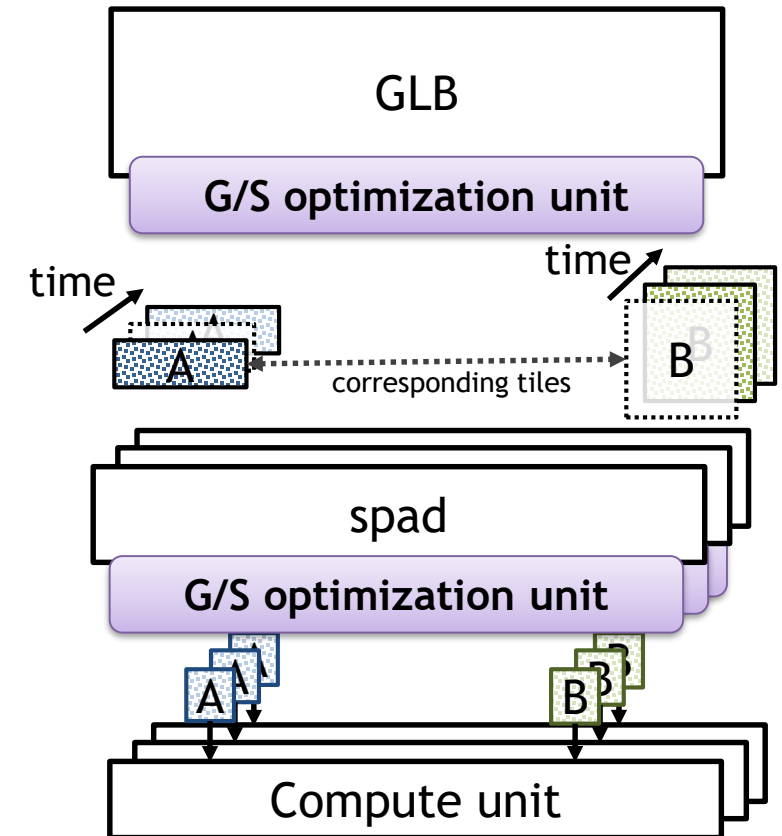 GLB
G/S optimization unit
time
time
A
A
B
B
corresponding tiles
spad
G/S optimization unit
A
A
A
B
B
B
Compute unit